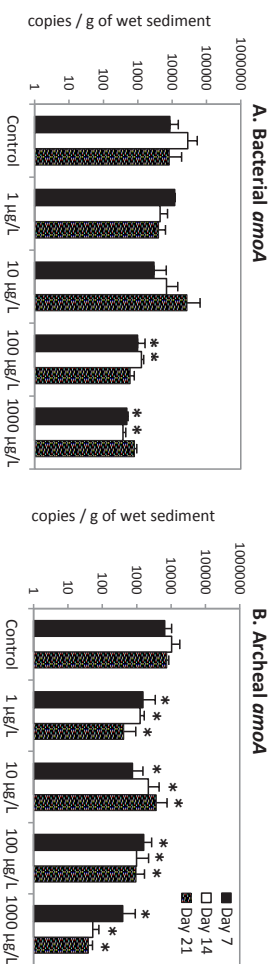 A. Bacterial amoA
copies / g of wet sediment
1000000
100000
10000
1000
100
10
1
* * * *
Control 1 µg/L 10 µg/L 100 µg/L 1000 µg/L
B. Archeal amoA
copies / g of wet sediment
1000000
100000
10000
1000
100
10
1
Day 7
Day 14
Day 21
* * * * * * * * * * * *
Control 1 µg/L 10 µg/L 100 µg/L 1000 µg/L